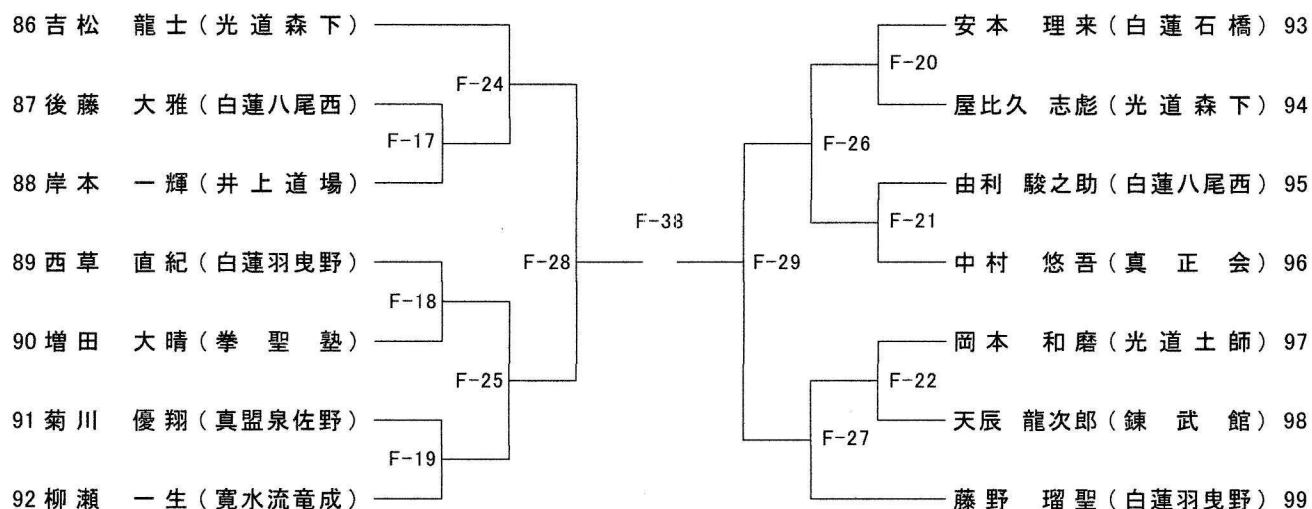 86 吉松 龍士(光道森下)
F-24
87 後藤 大雅(白蓮八尾西)
F-17
88 岸本 一輝(井上道場)
F-28
89 西草 直紀(白蓮羽曳野)
F-18
90 増田 大晴(拳聖塾)
F-25
91 菊川 優翔(真盟泉佐野)
F-19
92 柳瀬 一生(寛水流竜成)
F-38
安本 理来(白蓮石橋) 93
F-20
屋比久 志彪(光道森下) 94
F-26
由利 駿之助(白蓮八尾西) 95
F-21
中村 悠吾(真正会) 96
F-29
岡本 和磨(光道土師) 97
F-22
天辰 龍次郎(錬武館) 98
F-27
藤野 瑠聖(白蓮羽曳野) 99